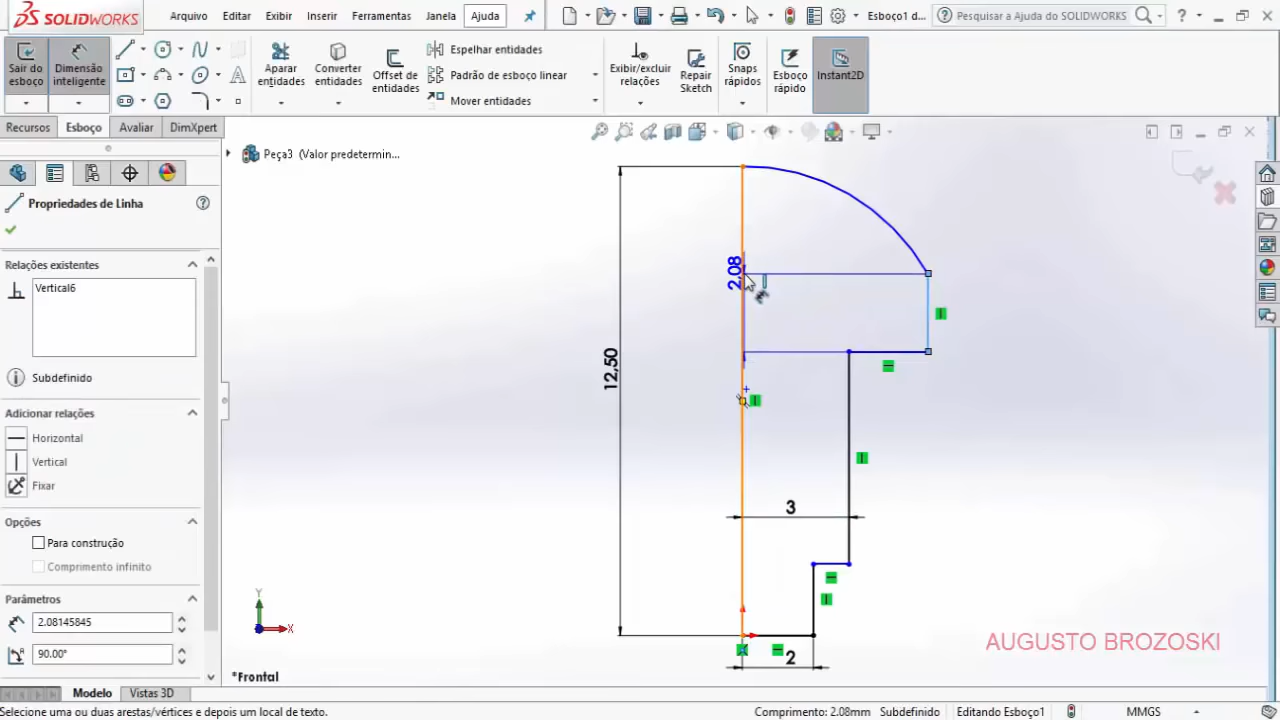 SOLIDWORKS
Arquivo Editar Exibir Inserir Ferramentas Janela Ajuda
Esboço1 d...
Pesquisar a Ajuda do SOLIDWORKS
?
Sair do esboço
Dimensão inteligente
Aparar entidades
Converter entidades
Offset de entidades
Espelhar entidades
Padrão de esboço linear
Mover entidades
Exibir/excluir relações
Repair Sketch
Snaps rápidos
Esboço rápido
Instant2D
Recursos Esboço Avaliar DimXpert
Peça3 (Valor predetermin...
Propriedades de Linha
Relações existentes
Vertical6
Subdefinido
Adicionar relações
Horizontal
Vertical
Fixar
Opções
Para construção
Comprimento infinito
Parâmetros
2.08145845
90.00°
2,08
12,50
3
2
Y
X
*Frontal
AUGUSTO BROZOSKI
Modelo Vistas 3D
Selecione uma ou duas arestas/vértices e depois um local de texto.
Comprimento: 2.08mm Subdefinido Editando Esboço1 MMGS